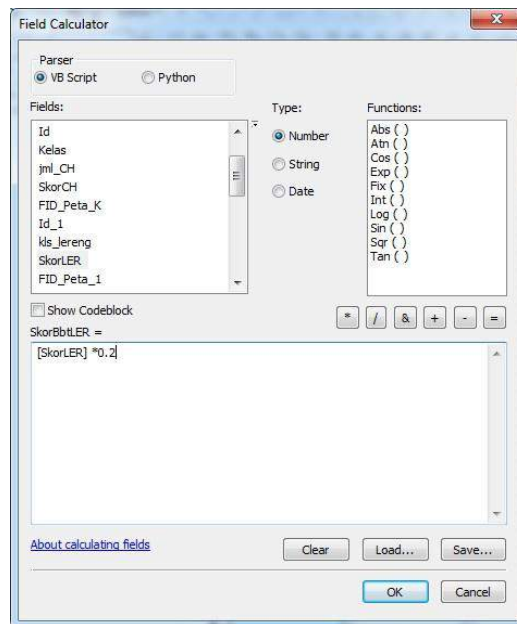 Field Calculator
Parser
VB Script
Python
Fields:
Type:
Functions:
Id
Kelas
jml_CH
SkorCH
FID_Peta_K
Id_1
kls_lereng
SkorLER
FID_Peta_1
Number
String
Date
Abs ( )
Atn ( )
Cos ( )
Exp ( )
Fix ( )
Int ( )
Log ( )
Sin ( )
Sqr ( )
Tan ( )
Show Codeblock
* / & + - =
SkorBbtLER =
[SkorLER] *0.2
About calculating fields
Clear
Load...
Save...
OK
Cancel